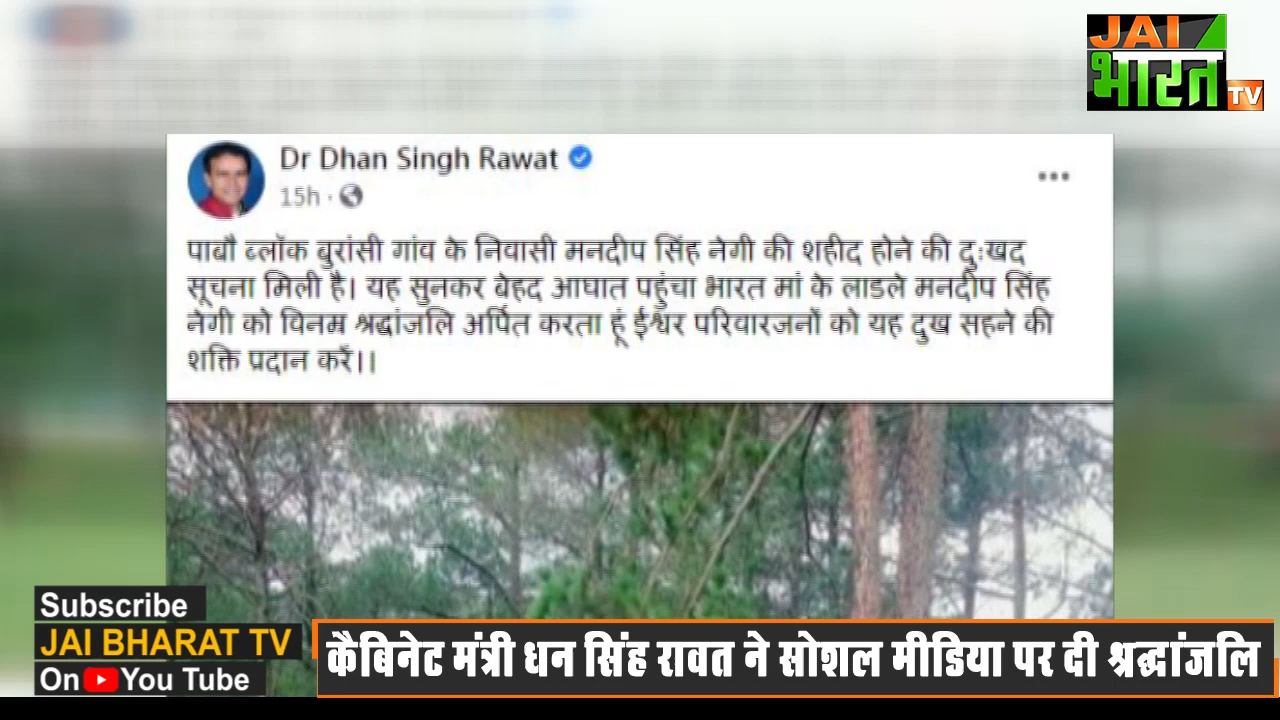 JAI
भारत
TV
Dr Dhan Singh Rawat
15h ·
पाबौ ब्लॉक बुरांसी गांव के निवासी मनदीप सिंह नेगी की शहीद होने की दुःखद
सूचना मिली है। यह सुनकर बेहद आघात पहुंचा भारत मां के लाडले मनदीप सिंह
नेगी को विनम्र श्रद्धांजलि अर्पित करता हूं ईश्वर परिवारजनों को यह दुख सहने की
शक्ति प्रदान करें।।
Subscribe
JAI BHARAT TV
On You Tube
कैबिनेट मंत्री धन सिंह रावत ने सोशल मीडिया पर दी श्रद्धांजलि